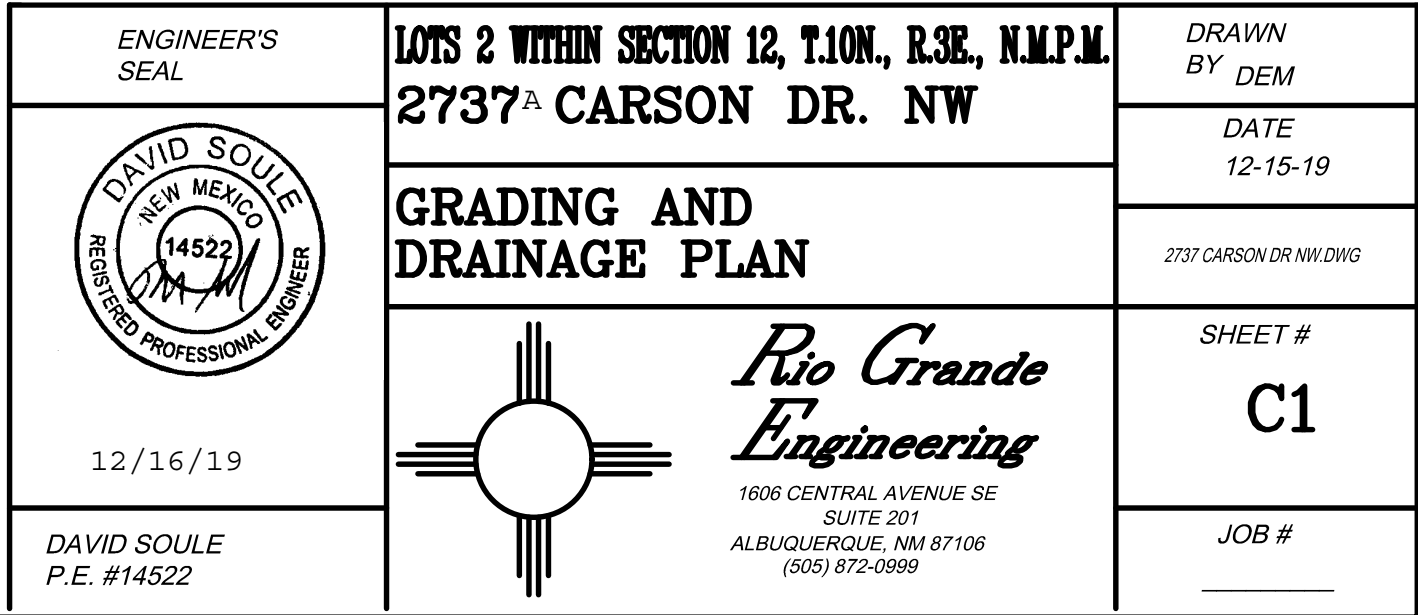 ENGINEER'S
SEAL
DAVID SOULE
NEW MEXICO
14522
REGISTERED PROFESSIONAL ENGINEER
12/16/19
DAVID SOULE
P.E. #14522
LOTS 2 WITHIN SECTION 12, T.10N., R.3E., N.M.P.M.
2737A CARSON DR. NW
GRADING AND
DRAINAGE PLAN
Rio Grande
Engineering
1606 CENTRAL AVENUE SE
SUITE 201
ALBUQUERQUE, NM 87106
(505) 872-0999
DRAWN
BY DEM
DATE
12-15-19
2737 CARSON DR NW.DWG
SHEET #
C1
JOB #